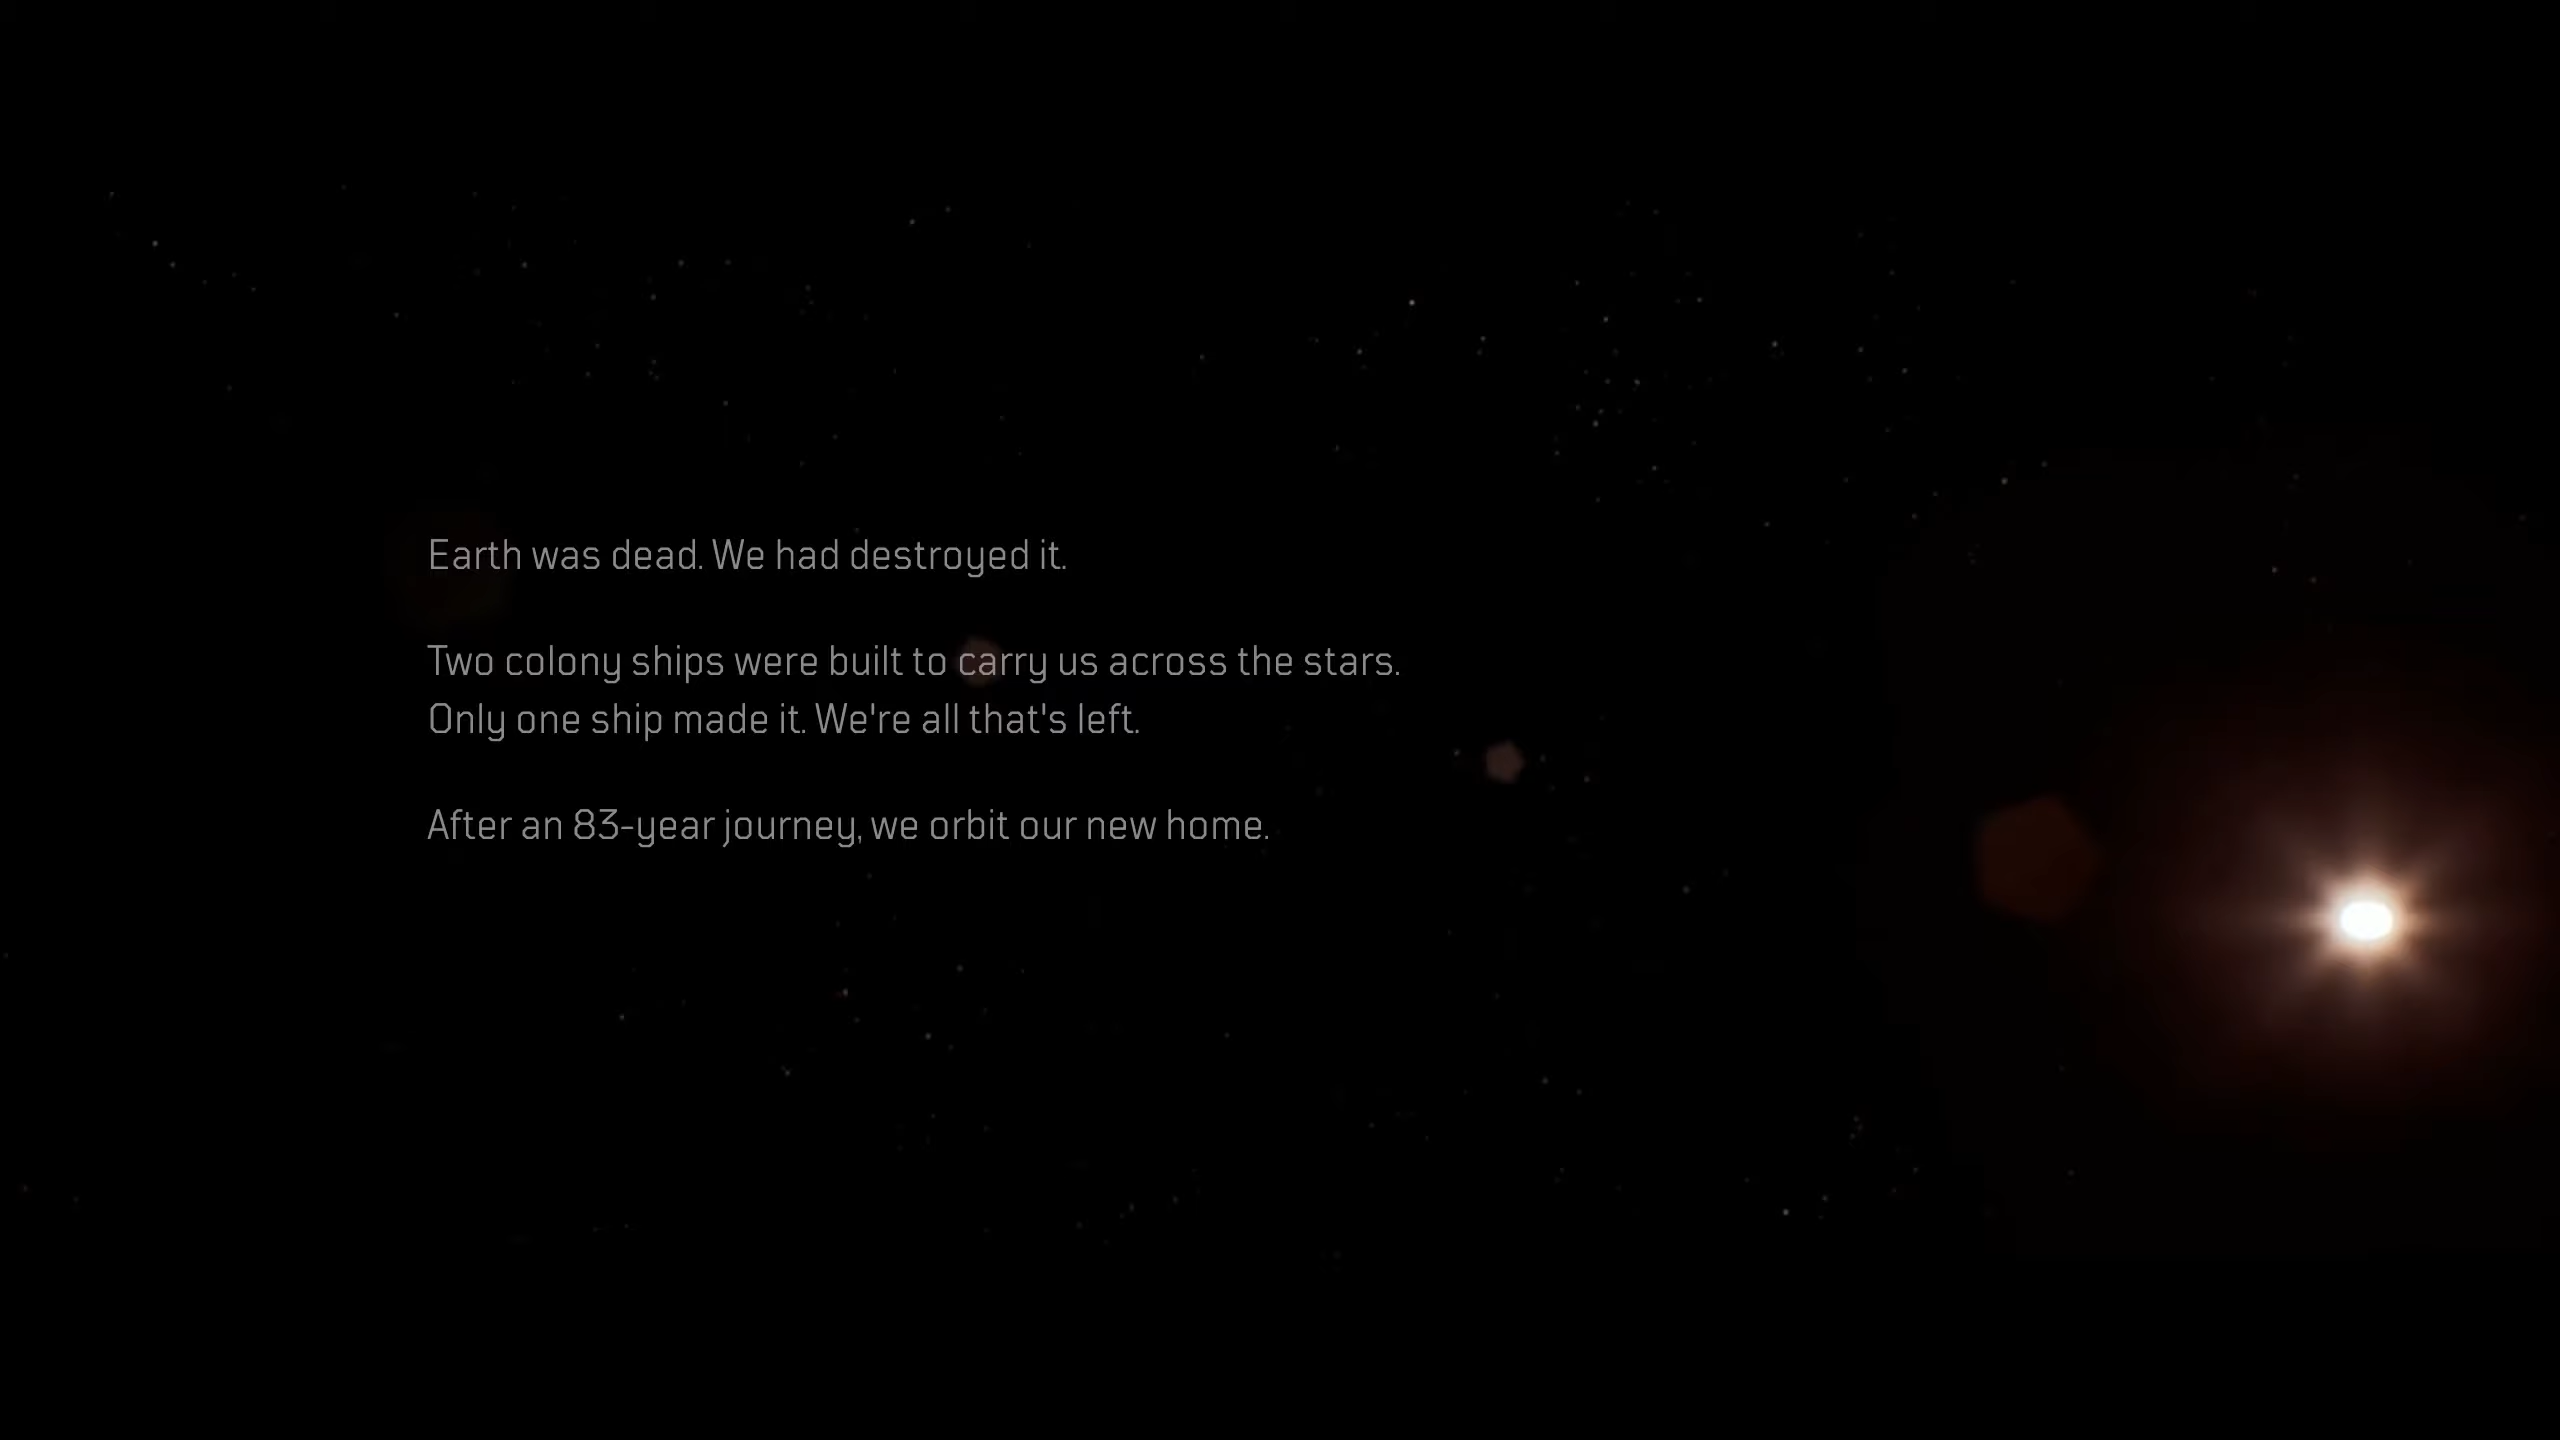 Earth was dead. We had destroyed it.
Two colony ships were built to carry us across the stars.
Only one ship made it. We're all that's left.
After an 83-year journey, we orbit our new home.